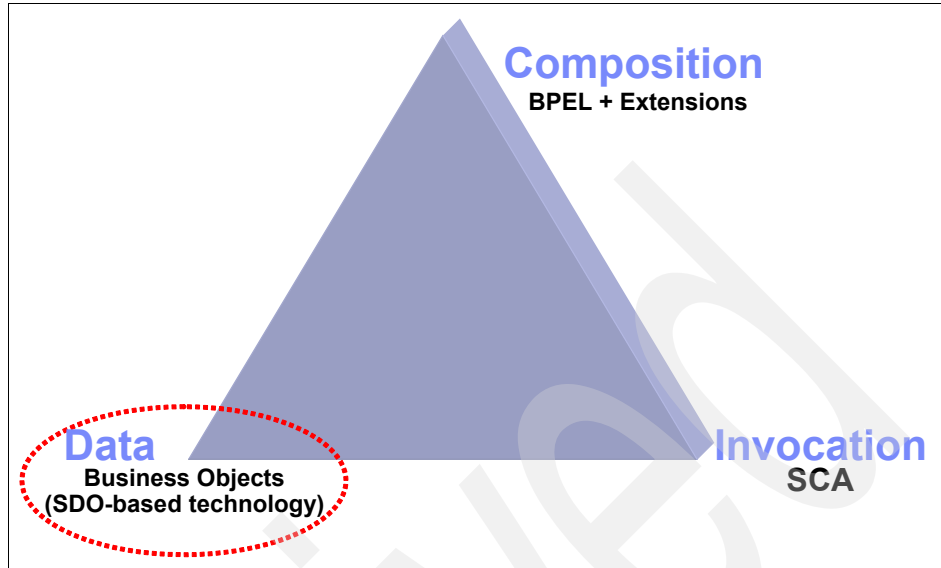 Composition
BPEL + Extensions
Data
Business Objects
(SDO-based technology)
Invocation
SCA